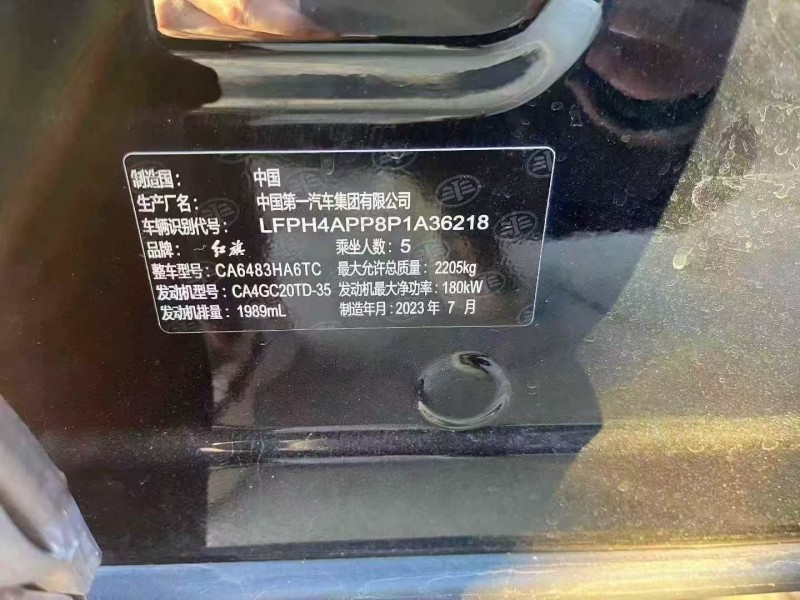 制造国: 中国
生产厂名: 中国第一汽车集团有限公司
车辆识别代号: LFPH4APP8P1A36218
品牌: 红旗 乘坐人数: 5
整车型号: CA6483HA6TC 最大允许总质量: 2205kg
发动机型号: CA4GC20TD-35 发动机最大净功率: 180kW
发动机排量: 1989mL 制造年月: 2023 年 7 月